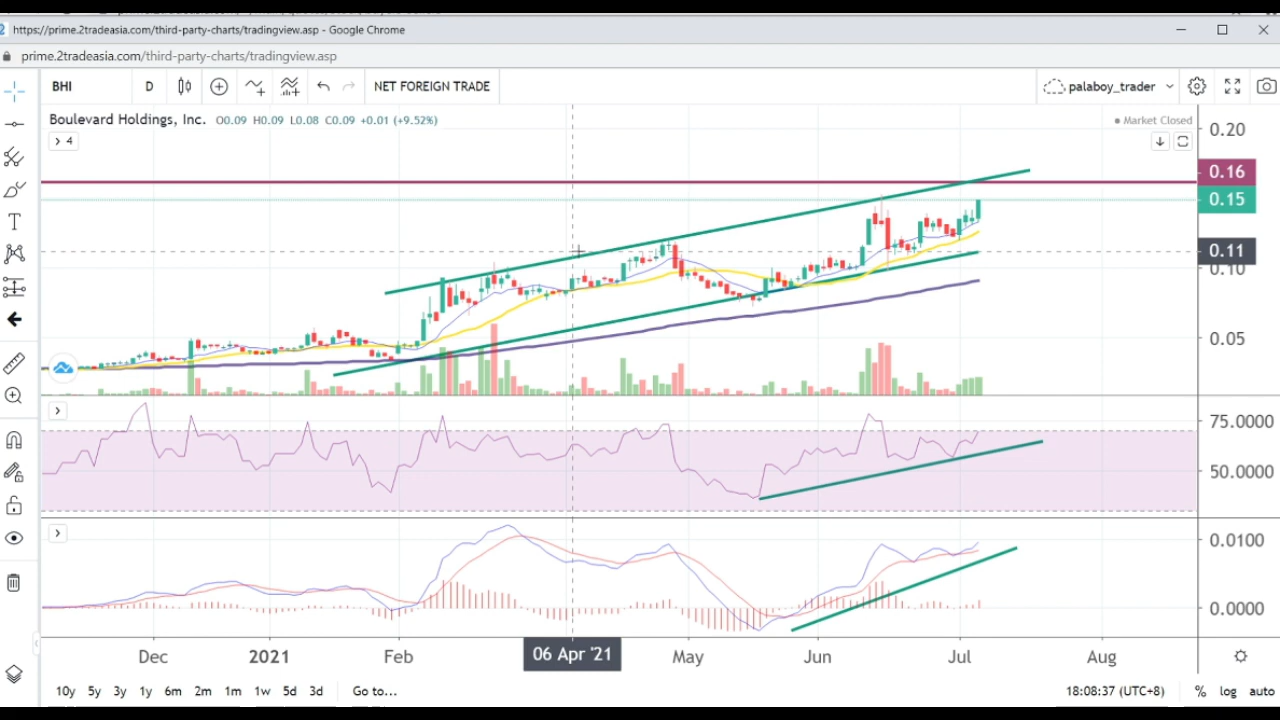 https://prime.2tradeasia.com/third-party-charts/tradingview.asp - Google Chrome
prime.2tradeasia.com/third-party-charts/tradingview.asp
BHI D NET FOREIGN TRADE palaboy_trader
Boulevard Holdings, Inc. O0.09 H0.09 L0.08 C0.09 +0.01 (+9.52%)
Market Closed
4
0.20
0.16
0.15
0.11
0.10
0.05
75.0000
50.0000
0.0100
0.0000
Dec 2021 Feb 06 Apr '21 May Jun Jul Aug
10y 5y 3y 1y 6m 2m 1m 1w 5d 3d Go to... 18:08:37 (UTC+8) % log auto